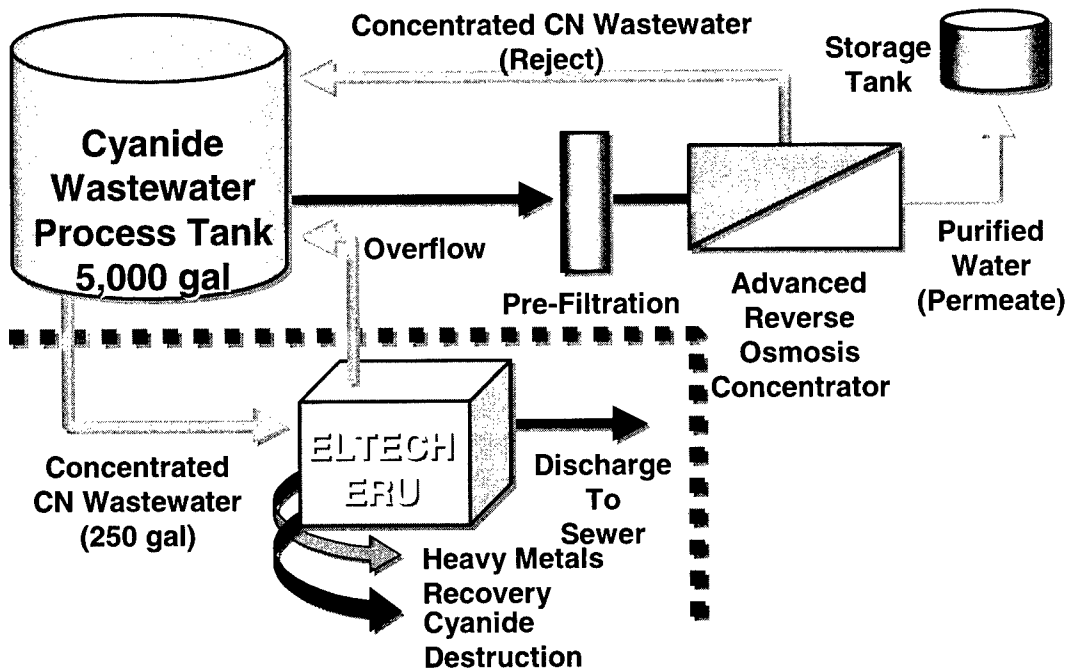 Concentrated CN Wastewater
(Reject)
Storage
Tank
Cyanide
Wastewater
Process Tank
5,000 gal
Overflow
Pre-Filtration
Advanced
Reverse
Osmosis
Concentrator
Purified
Water
(Permeate)
Concentrated
CN Wastewater
(250 gal)
ELTECH
ERU
Discharge
To
Sewer
Heavy Metals
Recovery
Cyanide
Destruction